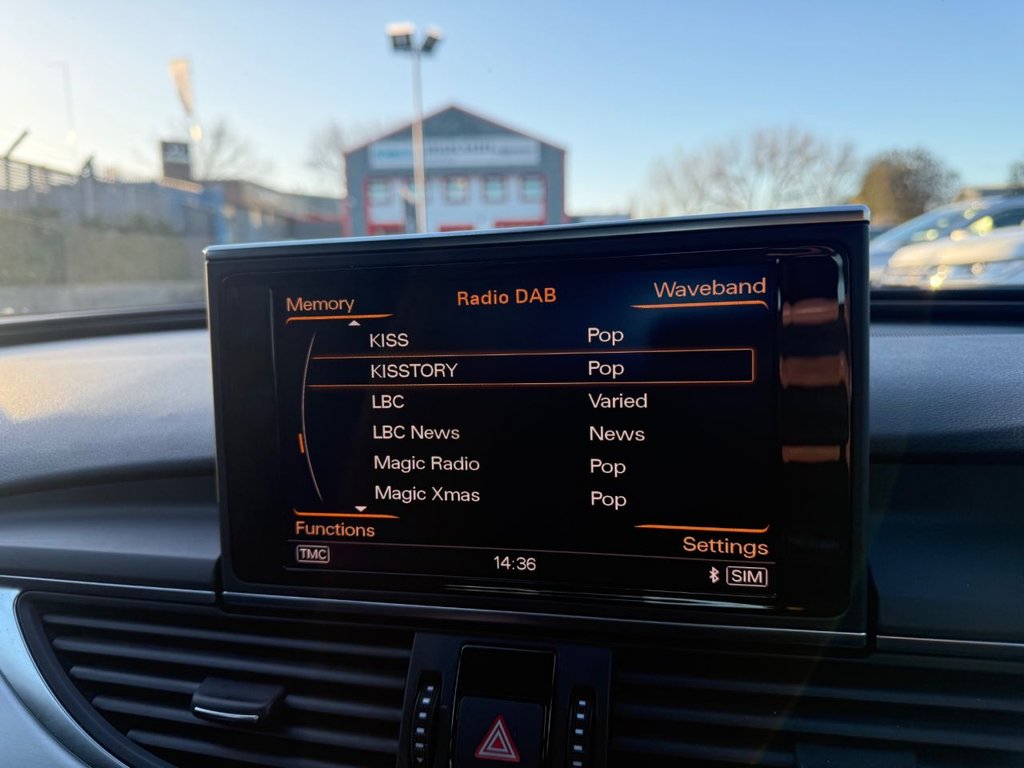 Memory Radio DAB Waveband
KISS Pop
KISSTORY Pop
LBC Varied
LBC News News
Magic Radio Pop
Magic Xmas Pop
Functions Settings
TMC 14:36 SIM